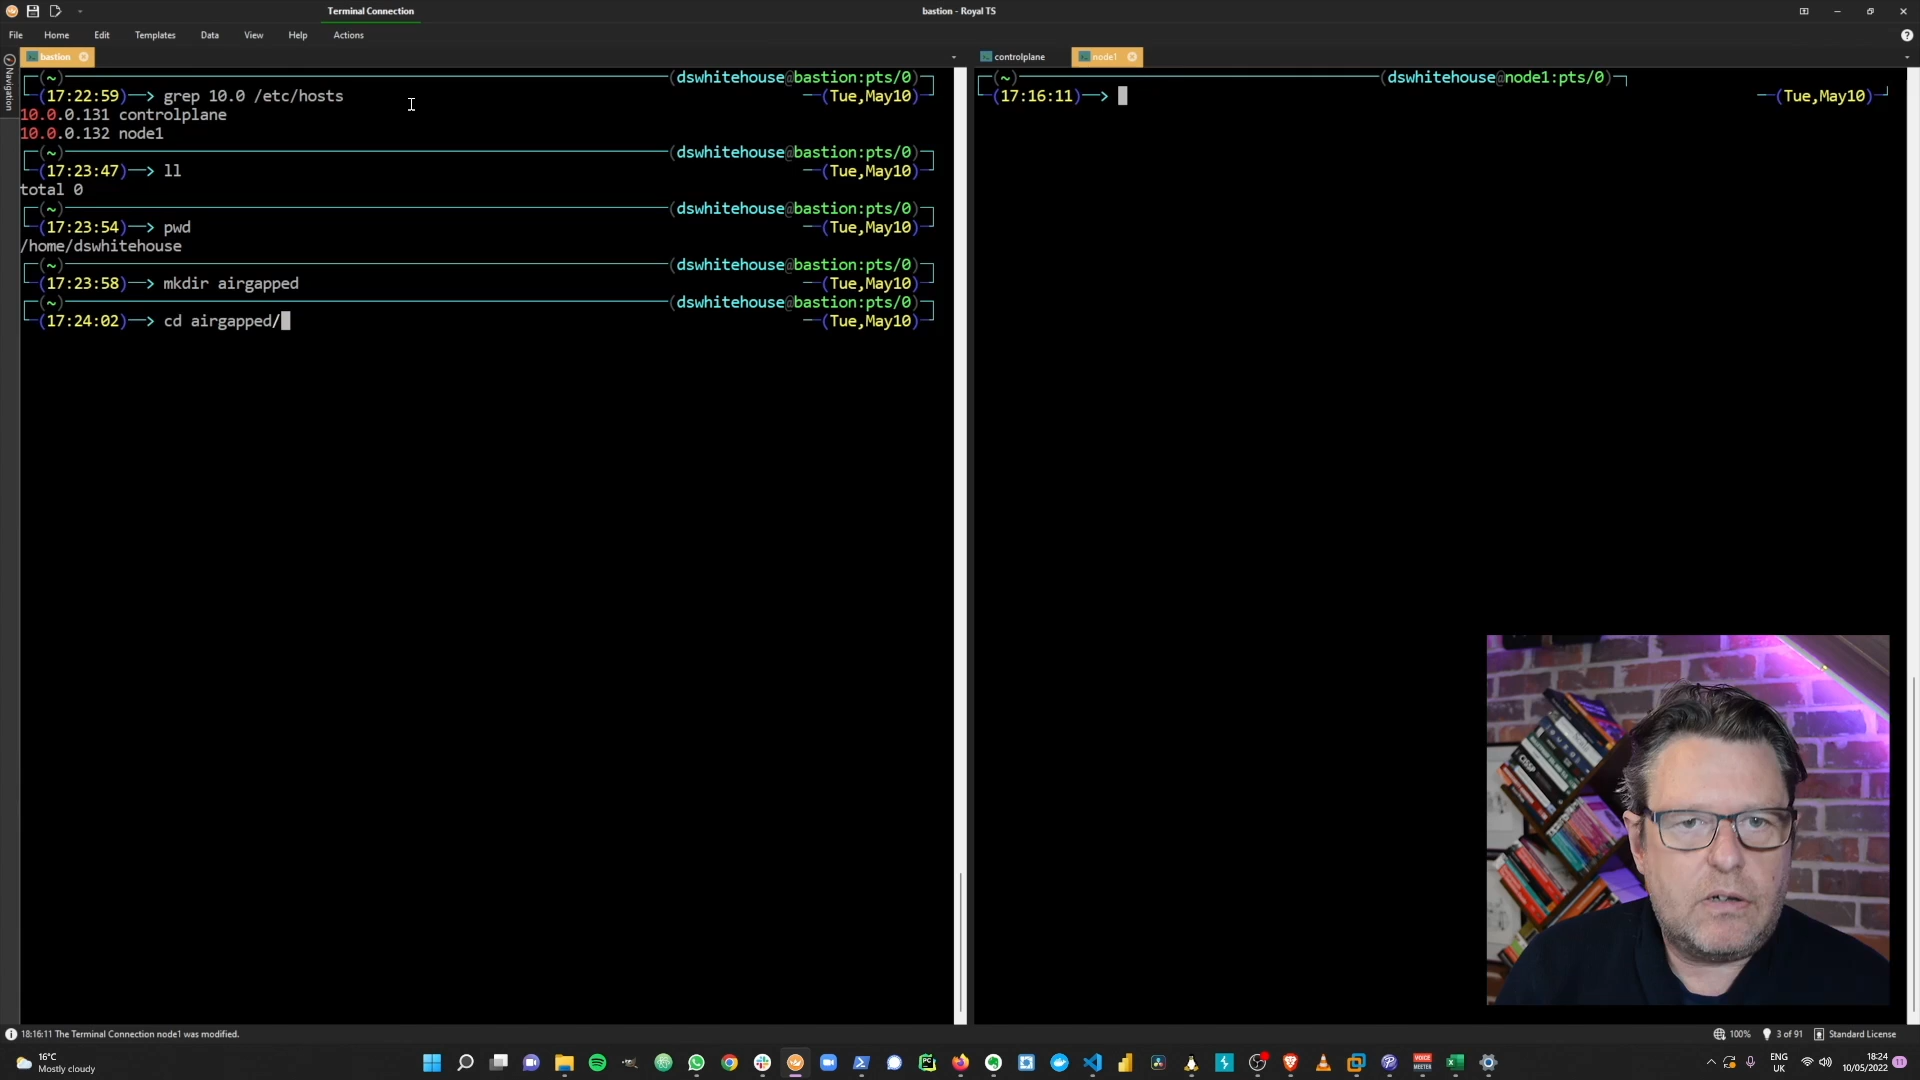 Terminal Connection
bastion - Royal TS
File Home Edit Templates Data View Help Actions
Navigation
bastion
(~) (dswhitehouse@bastion:pts/0)
(17:22:59)──> grep 10.0 /etc/hosts ─(Tue,May10)
10.0.0.131 controlplane
10.0.0.132 node1
(~) (dswhitehouse@bastion:pts/0)
(17:23:47)──> ll ─(Tue,May10)
total 0
(~) (dswhitehouse@bastion:pts/0)
(17:23:54)──> pwd ─(Tue,May10)
/home/dswhitehouse
(~) (dswhitehouse@bastion:pts/0)
(17:23:58)──> mkdir airgapped ─(Tue,May10)
(~) (dswhitehouse@bastion:pts/0)
(17:24:02)──> cd airgapped/ ─(Tue,May10)
controlplane node1
(~) (dswhitehouse@node1:pts/0)
(17:16:11)──> ─(Tue,May10)
CISSP
18:16:11 The Terminal Connection node1 was modified.
100% 3 of 91 Standard License
16°C
Mostly cloudy
VOICE MEETER
ENG
UK
18:24
10/05/2022
11